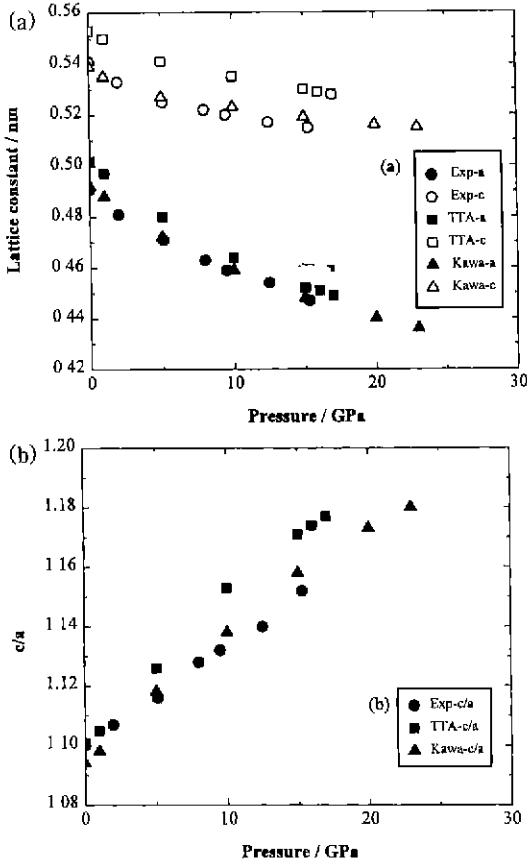 (a)
0.56
0.54
0.52
0.50
0.48
0.46
0.44
0 42
Lattice constant / nm
(a)
Exp-a
Exp-c
TTA-a
TTA-c
Kawa-a
Kawa-c
0
10
20
30
Pressure / GPa
(b)
1.20
1.18
1.16
1.14
1.12
1.10
1 08
c/a
(b)
Exp-c/a
TTA-c/a
Kawa-c/a
0
10
20
30
Pressure / GPa